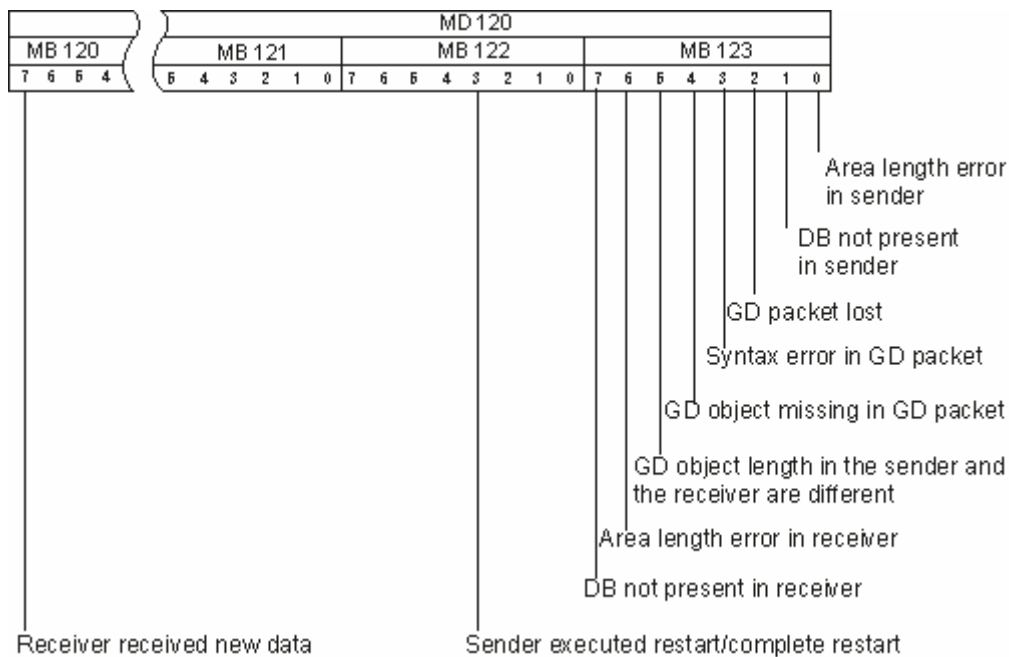 MD 120
MB 120 MB 121 MB 122 MB 123
7 6 5 4 5 4 3 2 1 0 7 6 5 4 3 2 1 0 7 6 5 4 3 2 1 0
Area length error
in sender
DB not present
in sender
GD packet lost
Syntax error in GD packet
GD object missing in GD packet
GD object length in the sender and
the receiver are different
Area length error in receiver
DB not present in receiver
Receiver received new data Sender executed restart/complete restart